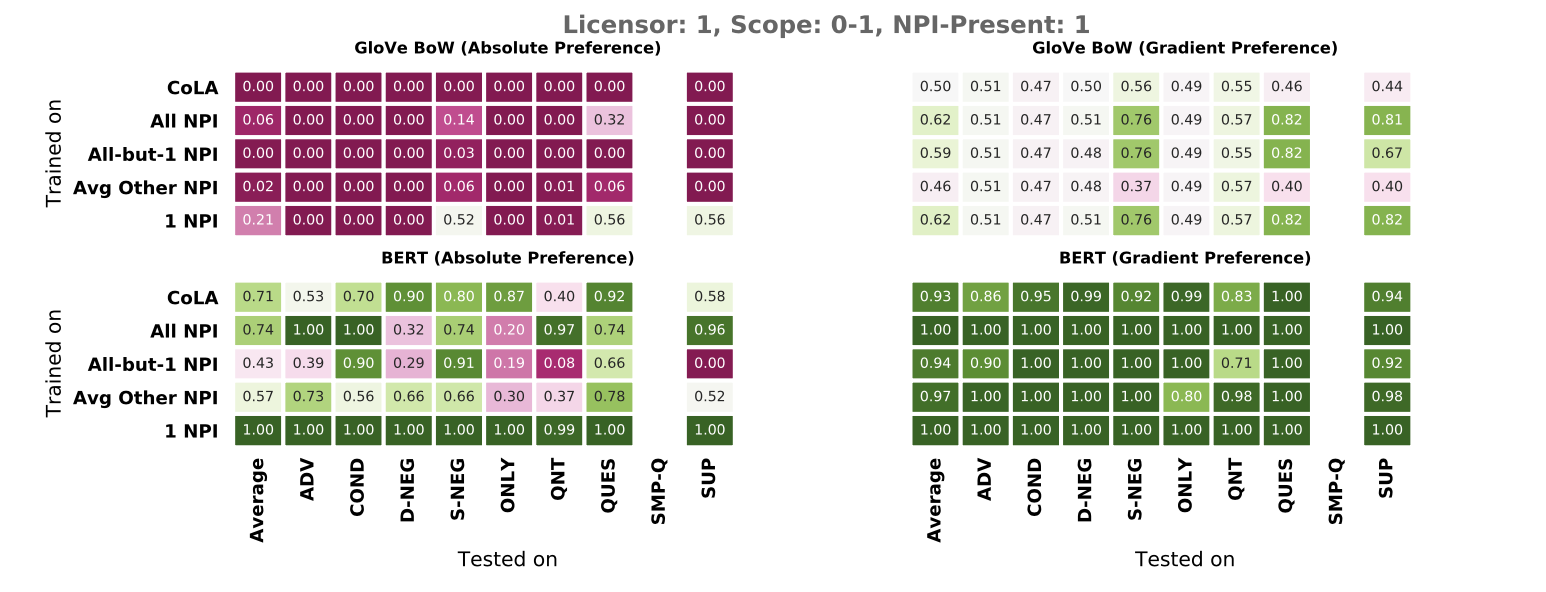 Licensor: 1, Scope: 0-1, NPI-Present: 1
GloVe BoW (Absolute Preference)
GloVe BoW (Gradient Preference)
Trained on
CoLA 0.00 0.00 0.00 0.00 0.00 0.00 0.00 0.00 0.00 0.50 0.51 0.47 0.50 0.56 0.49 0.55 0.46 0.44
All NPI 0.06 0.00 0.00 0.00 0.14 0.00 0.00 0.32 0.00 0.62 0.51 0.47 0.51 0.76 0.49 0.57 0.82 0.81
All-but-1 NPI 0.00 0.00 0.00 0.00 0.03 0.00 0.00 0.00 0.00 0.59 0.51 0.47 0.48 0.76 0.49 0.55 0.82 0.67
Avg Other NPI 0.02 0.00 0.00 0.00 0.06 0.00 0.01 0.06 0.00 0.46 0.51 0.47 0.48 0.37 0.49 0.57 0.40 0.40
1 NPI 0.21 0.00 0.00 0.00 0.52 0.00 0.01 0.56 0.56 0.62 0.51 0.47 0.51 0.76 0.49 0.57 0.82 0.82
BERT (Absolute Preference)
BERT (Gradient Preference)
Trained on
CoLA 0.71 0.53 0.70 0.90 0.80 0.87 0.40 0.92 0.58 0.93 0.86 0.95 0.99 0.92 0.99 0.83 1.00 0.94
All NPI 0.74 1.00 1.00 0.32 0.74 0.20 0.97 0.74 0.96 1.00 1.00 1.00 1.00 1.00 1.00 1.00 1.00 1.00
All-but-1 NPI 0.43 0.39 0.90 0.29 0.91 0.19 0.08 0.66 0.00 0.94 0.90 1.00 1.00 1.00 1.00 0.71 1.00 0.92
Avg Other NPI 0.57 0.73 0.56 0.66 0.66 0.30 0.37 0.78 0.52 0.97 1.00 1.00 1.00 1.00 0.80 0.98 1.00 0.98
1 NPI 1.00 1.00 1.00 1.00 1.00 1.00 0.99 1.00 1.00 1.00 1.00 1.00 1.00 1.00 1.00 1.00 1.00 1.00
Average ADV COND D-NEG S-NEG ONLY QNT QUES SMP-Q SUP
Average ADV COND D-NEG S-NEG ONLY QNT QUES SMP-Q SUP
Tested on
Tested on